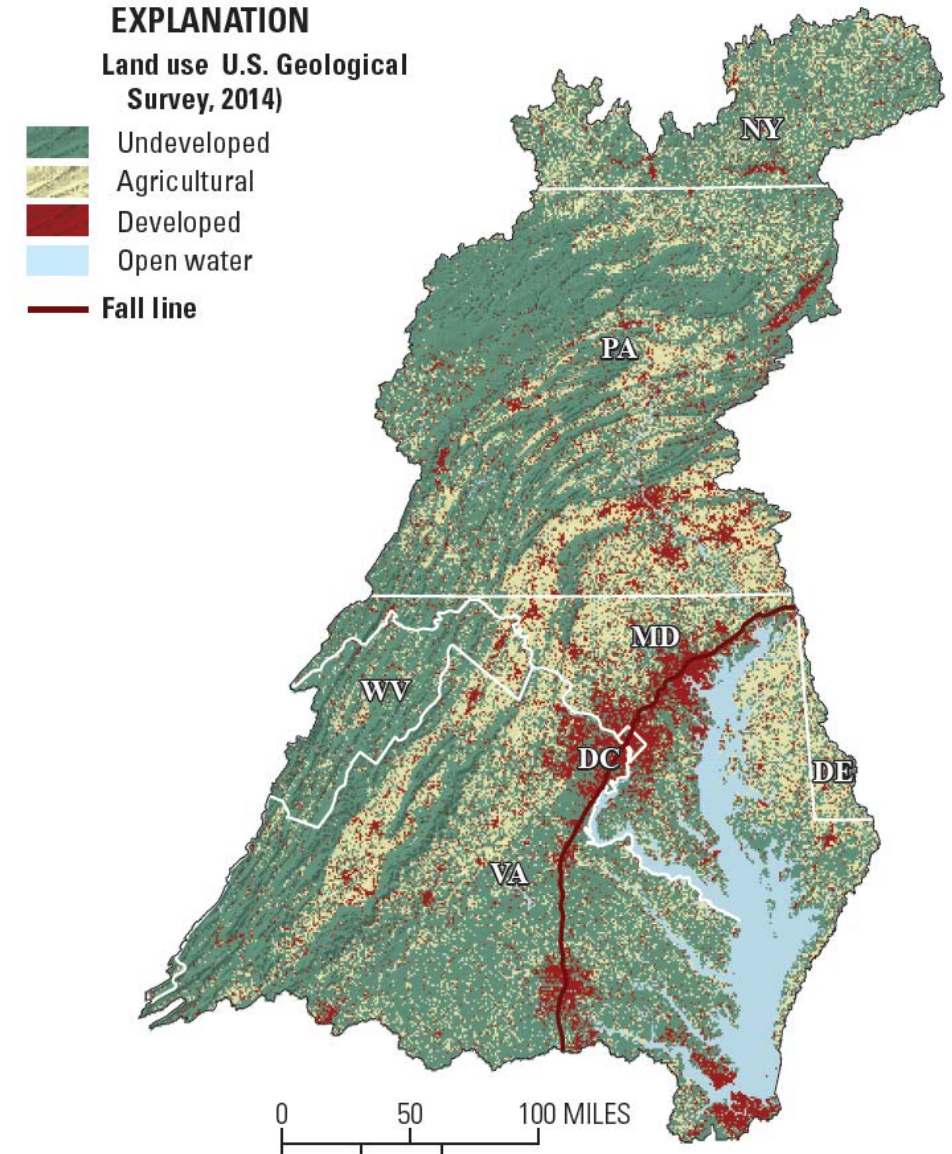 EXPLANATION
Land use U.S. Geological
Survey, 2014)
Undeveloped
Agricultural
Developed
Open water
Fall line
NY
PA
MD
WV
DC
DE
VA
0 50 100 MILES